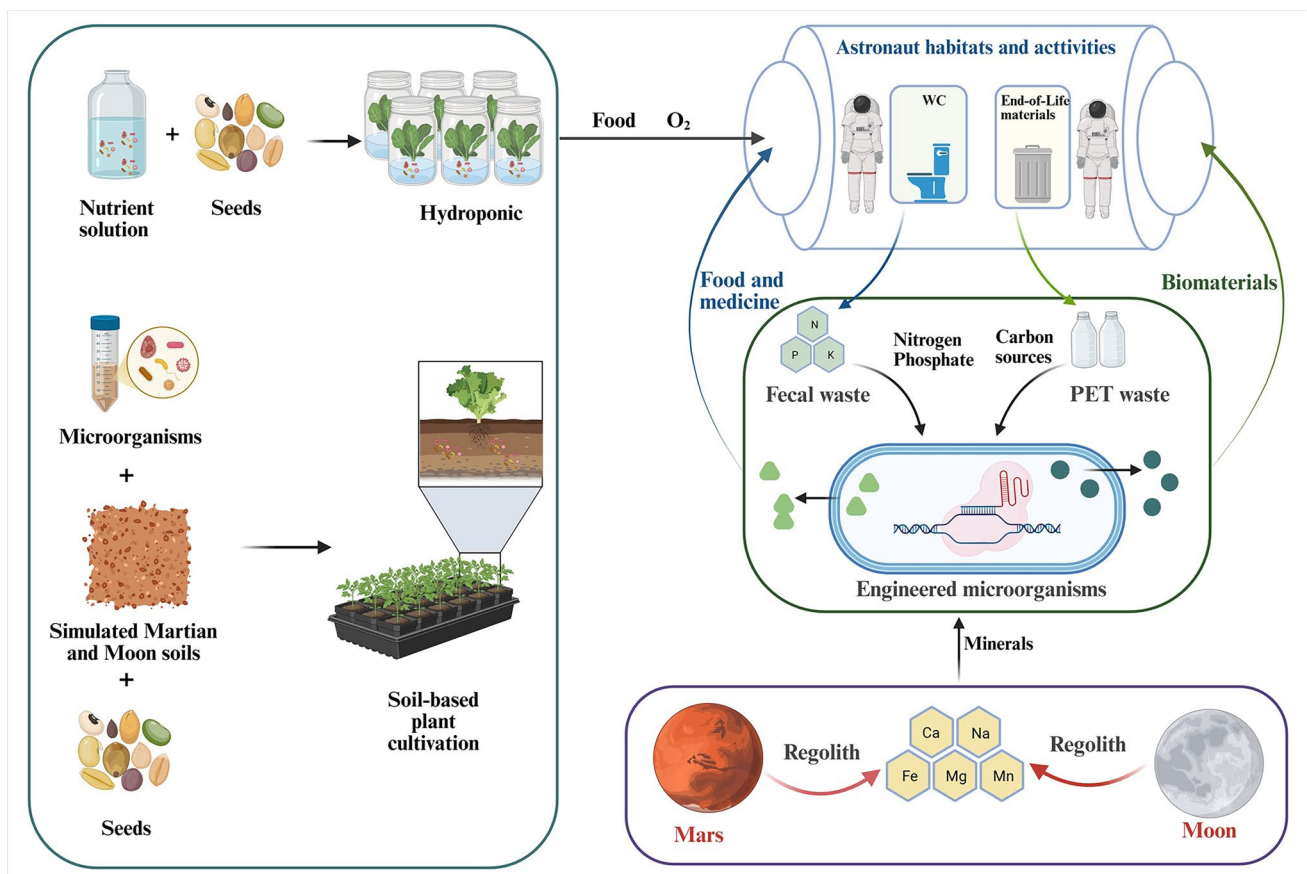 Nutrient
solution
+
Seeds
Hydroponic
Microorganisms
+
Simulated Martian
and Moon soils
+
Seeds
Soil-based
plant
cultivation
Food O₂
Astronaut habitats and acttivities
WC
End-of-Life
materials
Food and
medicine
Biomaterials
N
P K
Fecal waste
Nitrogen
Phosphate
Carbon
sources
PET waste
Engineered microorganisms
Minerals
Mars
Regolith
Ca Na
Fe Mg Mn
Regolith
Moon